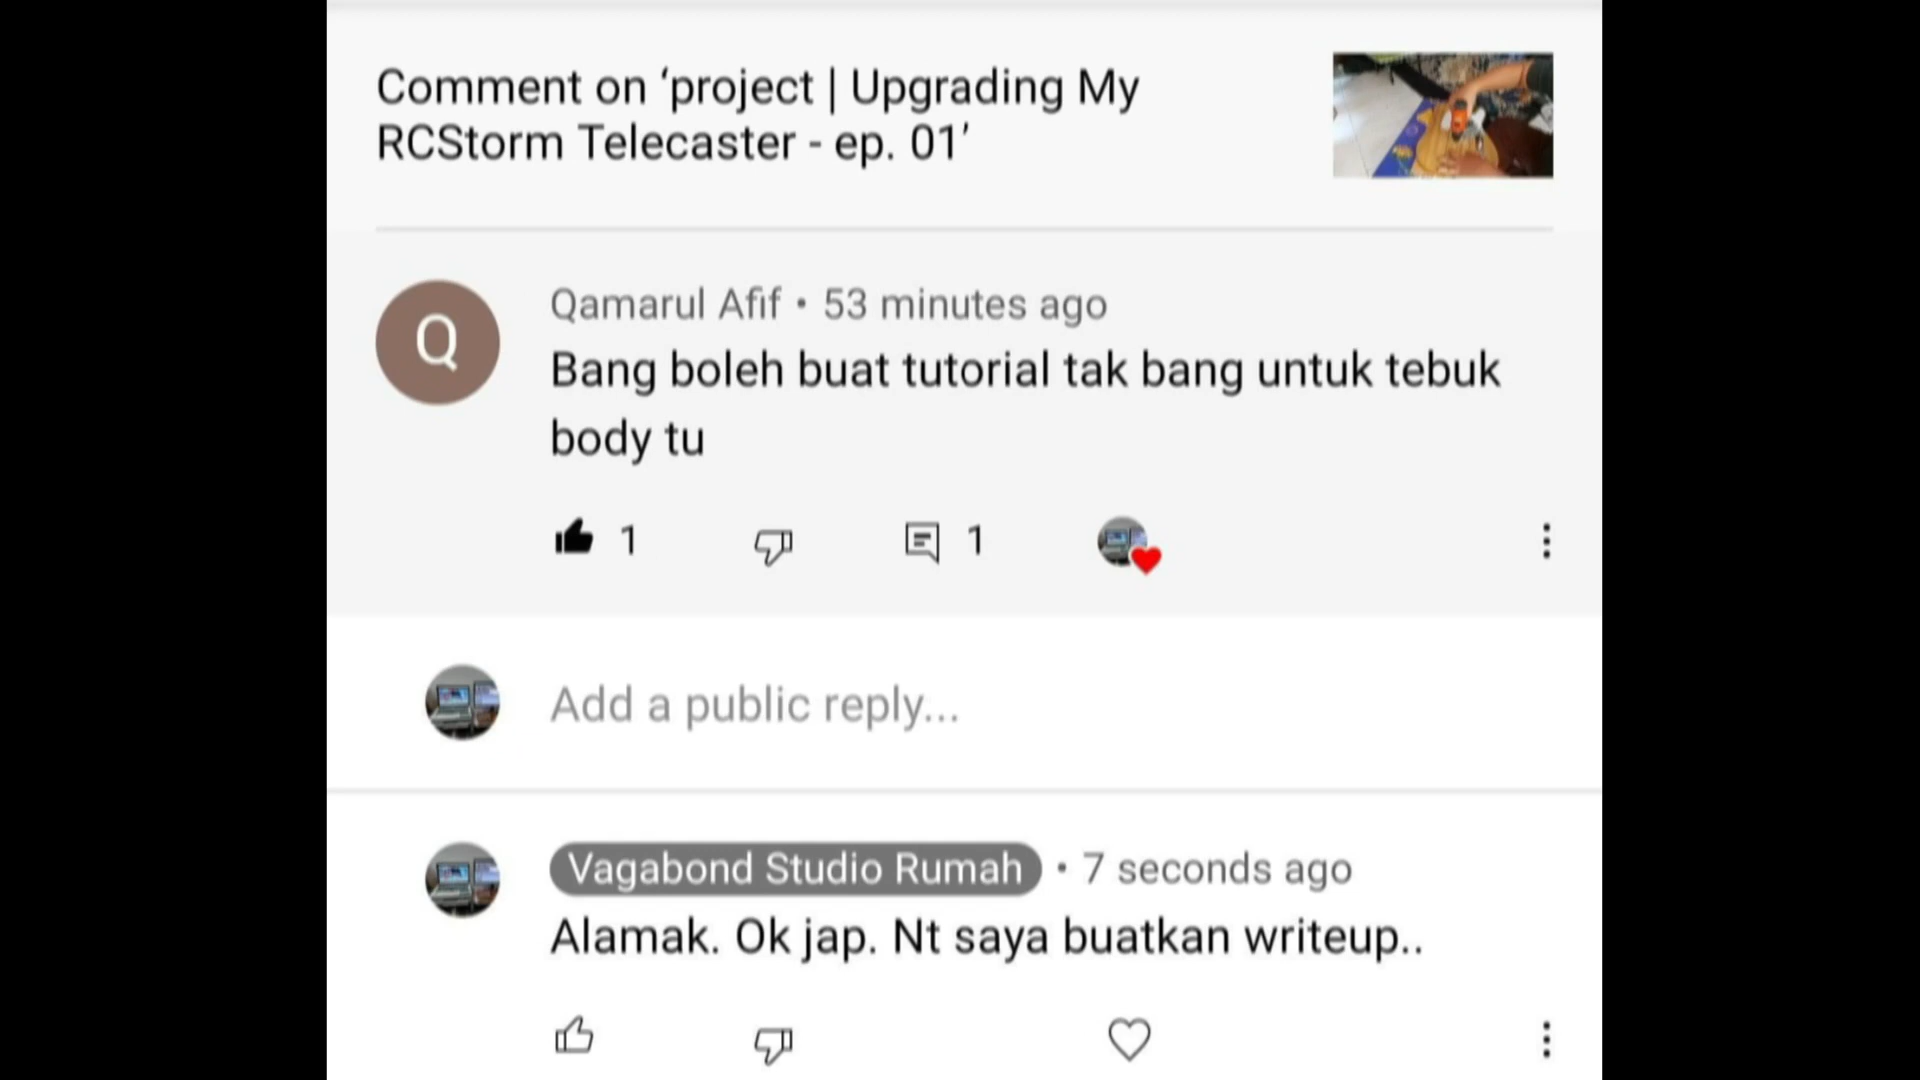 Comment on ‘project | Upgrading My
RCStorm Telecaster - ep. 01’
Q
Qamarul Afif • 53 minutes ago
Bang boleh buat tutorial tak bang untuk tebuk
body tu
1
1
Add a public reply...
Vagabond Studio Rumah • 7 seconds ago
Alamak. Ok jap. Nt saya buatkan writeup..